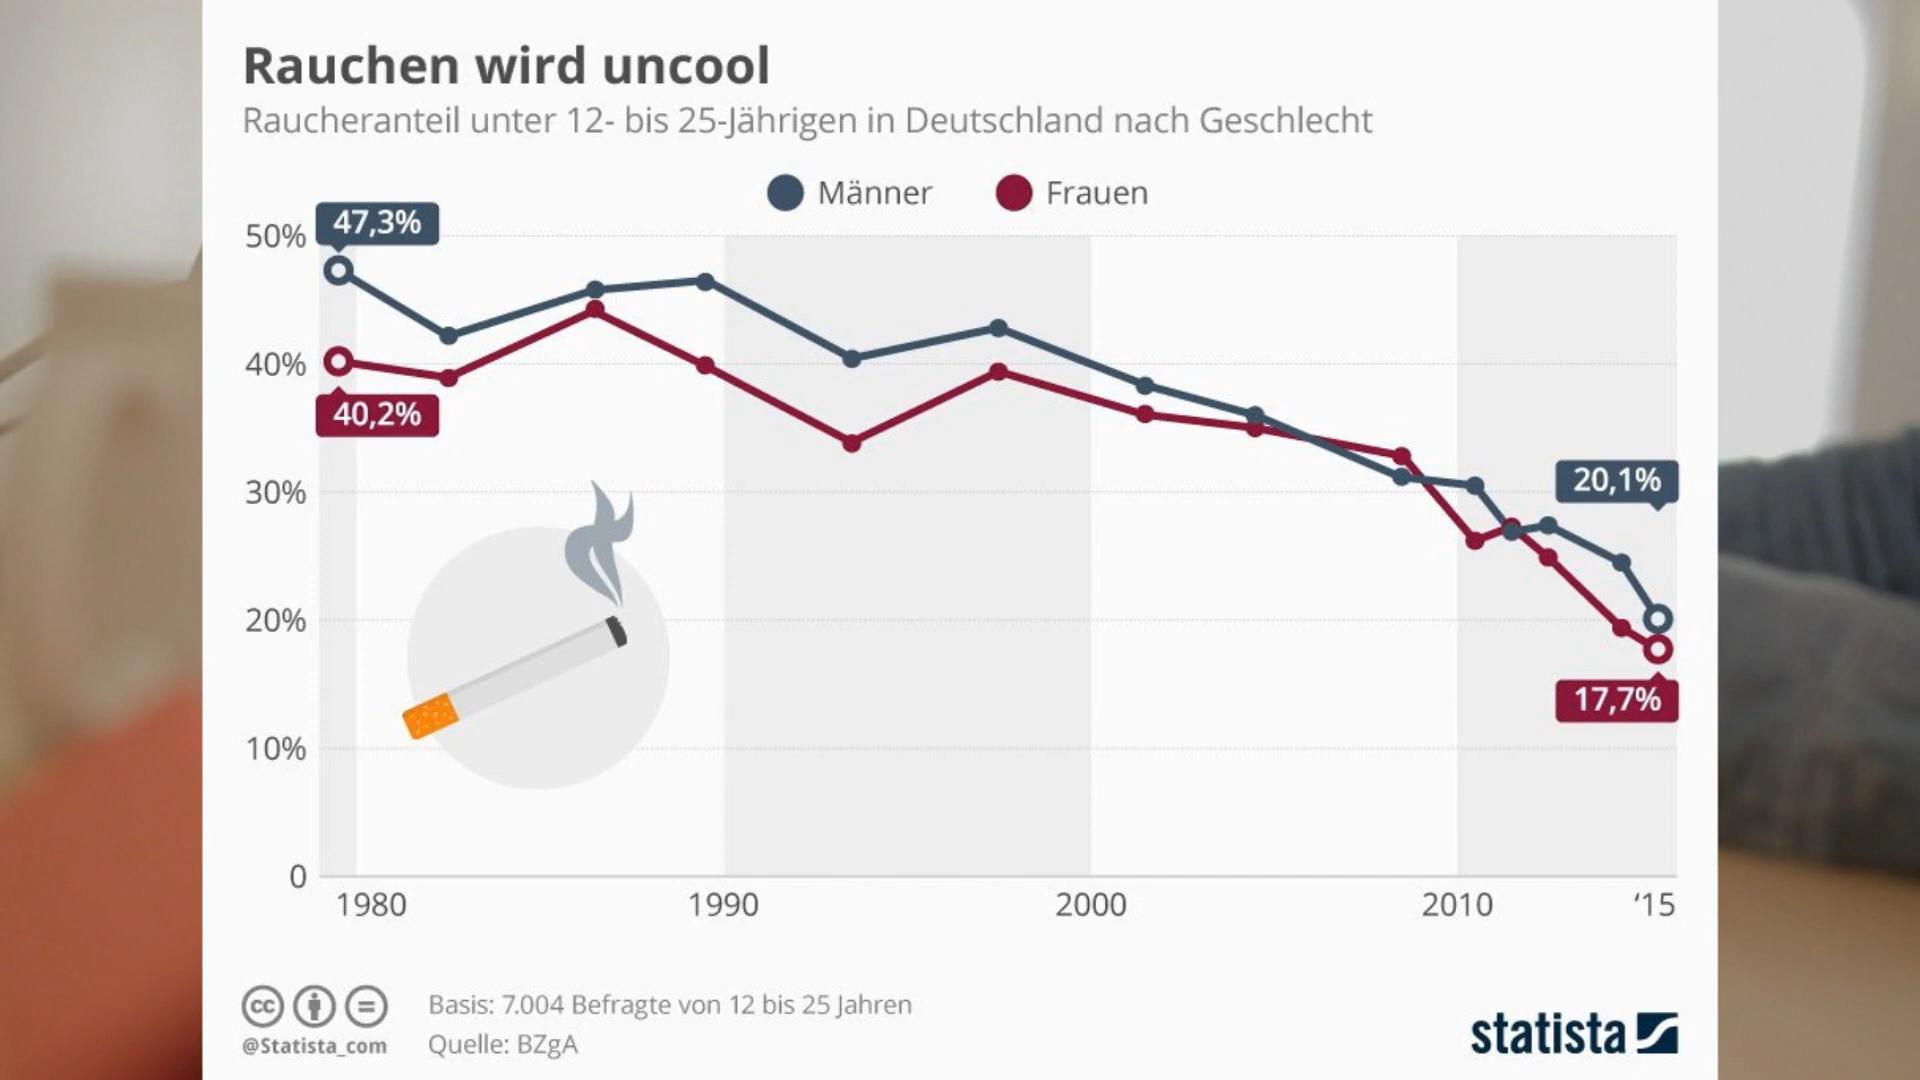 Rauchen wird uncool
Raucheranteil unter 12- bis 25-Jährigen in Deutschland nach Geschlecht
Männer
Frauen
47,3%
50%
40%
40,2%
30%
20,1%
20%
17,7%
10%
0
1980
1990
2000
2010
‘15
cc
@Statista_com
Basis: 7.004 Befragte von 12 bis 25 Jahren
Quelle: BZgA
statista